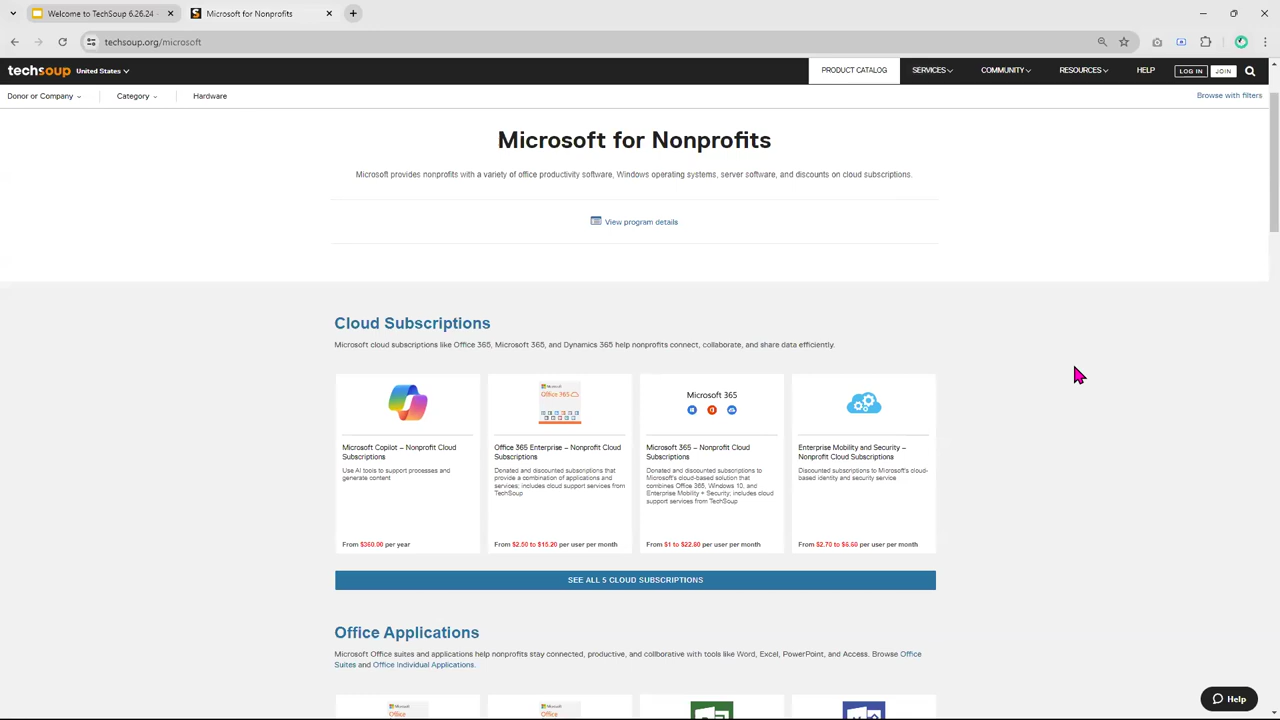 Welcome to TechSoup 6.26.24
Microsoft for Nonprofits
techsoup.org/microsoft
techsoup United States
PRODUCT CATALOG SERVICES COMMUNITY RESOURCES HELP LOG IN JOIN
Donor or Company Category Hardware
Browse with filters
Microsoft for Nonprofits
Microsoft provides nonprofits with a variety of office productivity software, Windows operating systems, server software, and discounts on cloud subscriptions.
View program details
Cloud Subscriptions
Microsoft cloud subscriptions like Office 365, Microsoft 365, and Dynamics 365 help nonprofits connect, collaborate, and share data efficiently.
Microsoft Copilot – Nonprofit Cloud
Subscriptions
Use AI tools to support processes and
generate content
From $360.00 per year
Microsoft
Office 365
Office 365 Enterprise – Nonprofit Cloud
Subscriptions
Donated and discounted subscriptions that
provide a combination of applications and
services; includes cloud support services from
TechSoup
From $2.50 to $15.20 per user per month
Microsoft 365
Microsoft 365 – Nonprofit Cloud
Subscriptions
Donated and discounted subscriptions to
Microsoft's cloud-based solution that
combines Office 365, Windows 10, and
Enterprise Mobility + Security; includes cloud
support services from TechSoup
From $1 to $22.80 per user per month
Enterprise Mobility and Security –
Nonprofit Cloud Subscriptions
Discounted subscriptions to Microsoft's cloud-
based identity and security service
From $2.70 to $6.60 per user per month
SEE ALL 5 CLOUD SUBSCRIPTIONS
Office Applications
Microsoft Office suites and applications help nonprofits stay connected, productive, and collborative with tools like Word, Excel, PowerPoint, and Access. Browse Office
Suites and Office Individual Applications.
Microsoft
Office
Microsoft
Office
Help